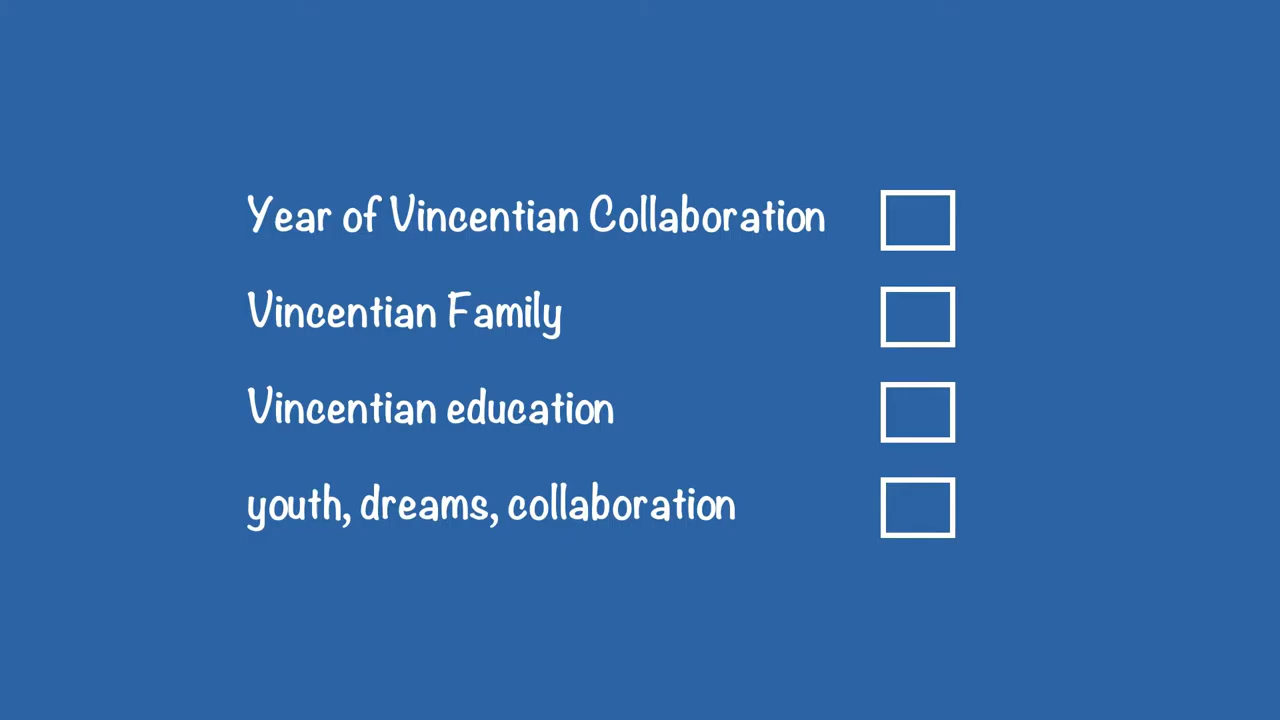 Year of Vincentian Collaboration
Vincentian Family
Vincentian education
youth, dreams, collaboration